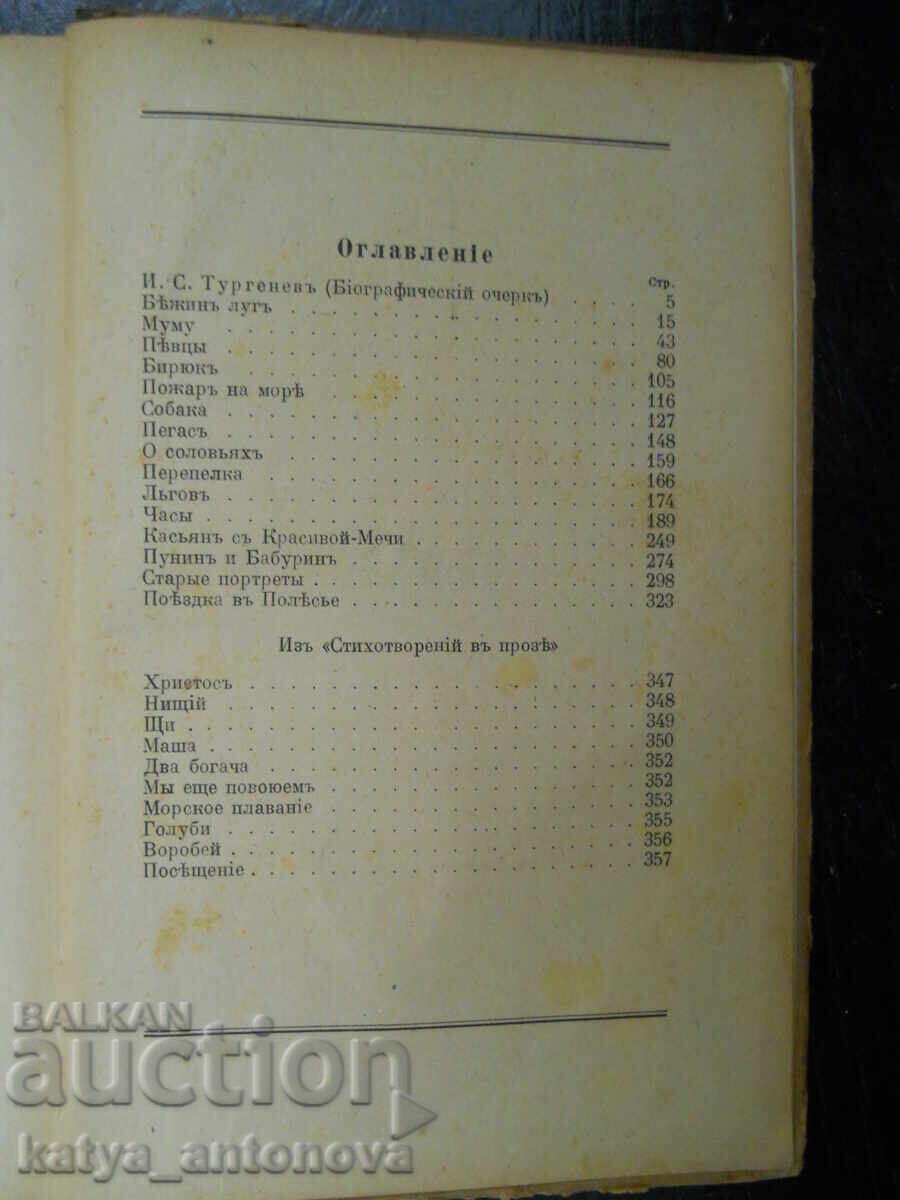 Оглавленіе
Стр.
И. С. Тургеневъ (Біографическій очеркъ) . . . . 5
Бѣжин лугъ . . . . . . . . . . . . . . . . 15
Муму . . . . . . . . . . . . . . . . . . . 43
Пѣвцы . . . . . . . . . . . . . . . . . . . 80
Бирюкъ . . . . . . . . . . . . . . . . . . 105
Пожаръ на морѣ . . . . . . . . . . . . . . 116
Собака . . . . . . . . . . . . . . . . . . 127
Пегасъ . . . . . . . . . . . . . . . . . . 148
О соловьяхъ . . . . . . . . . . . . . . . . 159
Перепелка . . . . . . . . . . . . . . . . . 166
Льговъ . . . . . . . . . . . . . . . . . . 174
Часы . . . . . . . . . . . . . . . . . . . 189
Касьян съ Красивой-Мечи . . . . . . . . . . 249
Пунинъ и Бабуринъ . . . . . . . . . . . . . 274
Старые портреты . . . . . . . . . . . . . . 298
Поѣздка въ Полѣсье . . . . . . . . . . . . 323
Изъ «Стихотвореній въ прозѣ»
Христосъ . . . . . . . . . . . . . . . . . 347
Нищій . . . . . . . . . . . . . . . . . . . 348
Щи . . . . . . . . . . . . . . . . . . . . 349
Маша . . . . . . . . . . . . . . . . . . . 350
Два богача . . . . . . . . . . . . . . . . 352
Мы еще повоюемъ . . . . . . . . . . . . . . 352
Морское плаваніе . . . . . . . . . . . . . 353
Голуби . . . . . . . . . . . . . . . . . . 355
Воробей . . . . . . . . . . . . . . . . . . 356
Посѣщеніе . . . . . . . . . . . . . . . . . 357
BALKAN
auction
katya_antonova